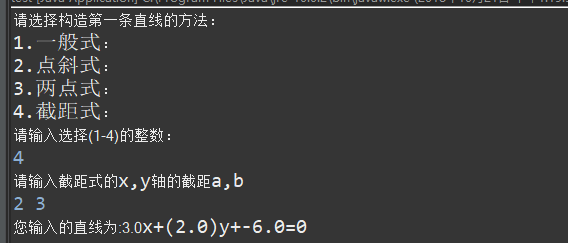 请选择构造第一条直线的方法:
1.一般式:
2.点斜式:
3.两点式:
4.截距式:
请输入选择(1-4)的整数:
4
请输入截距式的x,y轴的截距a,b
2 3
您输入的直线为:3.0x+(2.0)y+-6.0=0